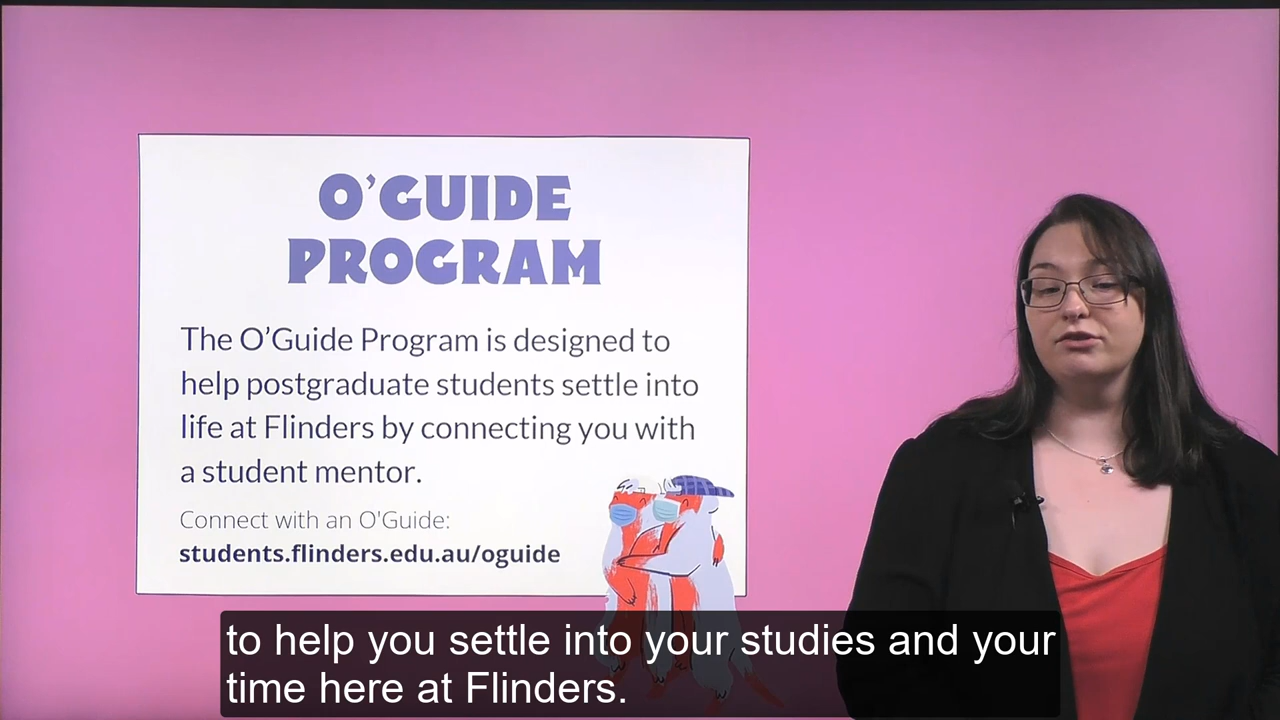 O'GUIDE
PROGRAM
The O'Guide Program is designed to
help postgraduate students settle into
life at Flinders by connecting you with
a student mentor.
Connect with an O'Guide:
students.flinders.edu.au/oguide
to help you settle into your studies and your
time here at Flinders.